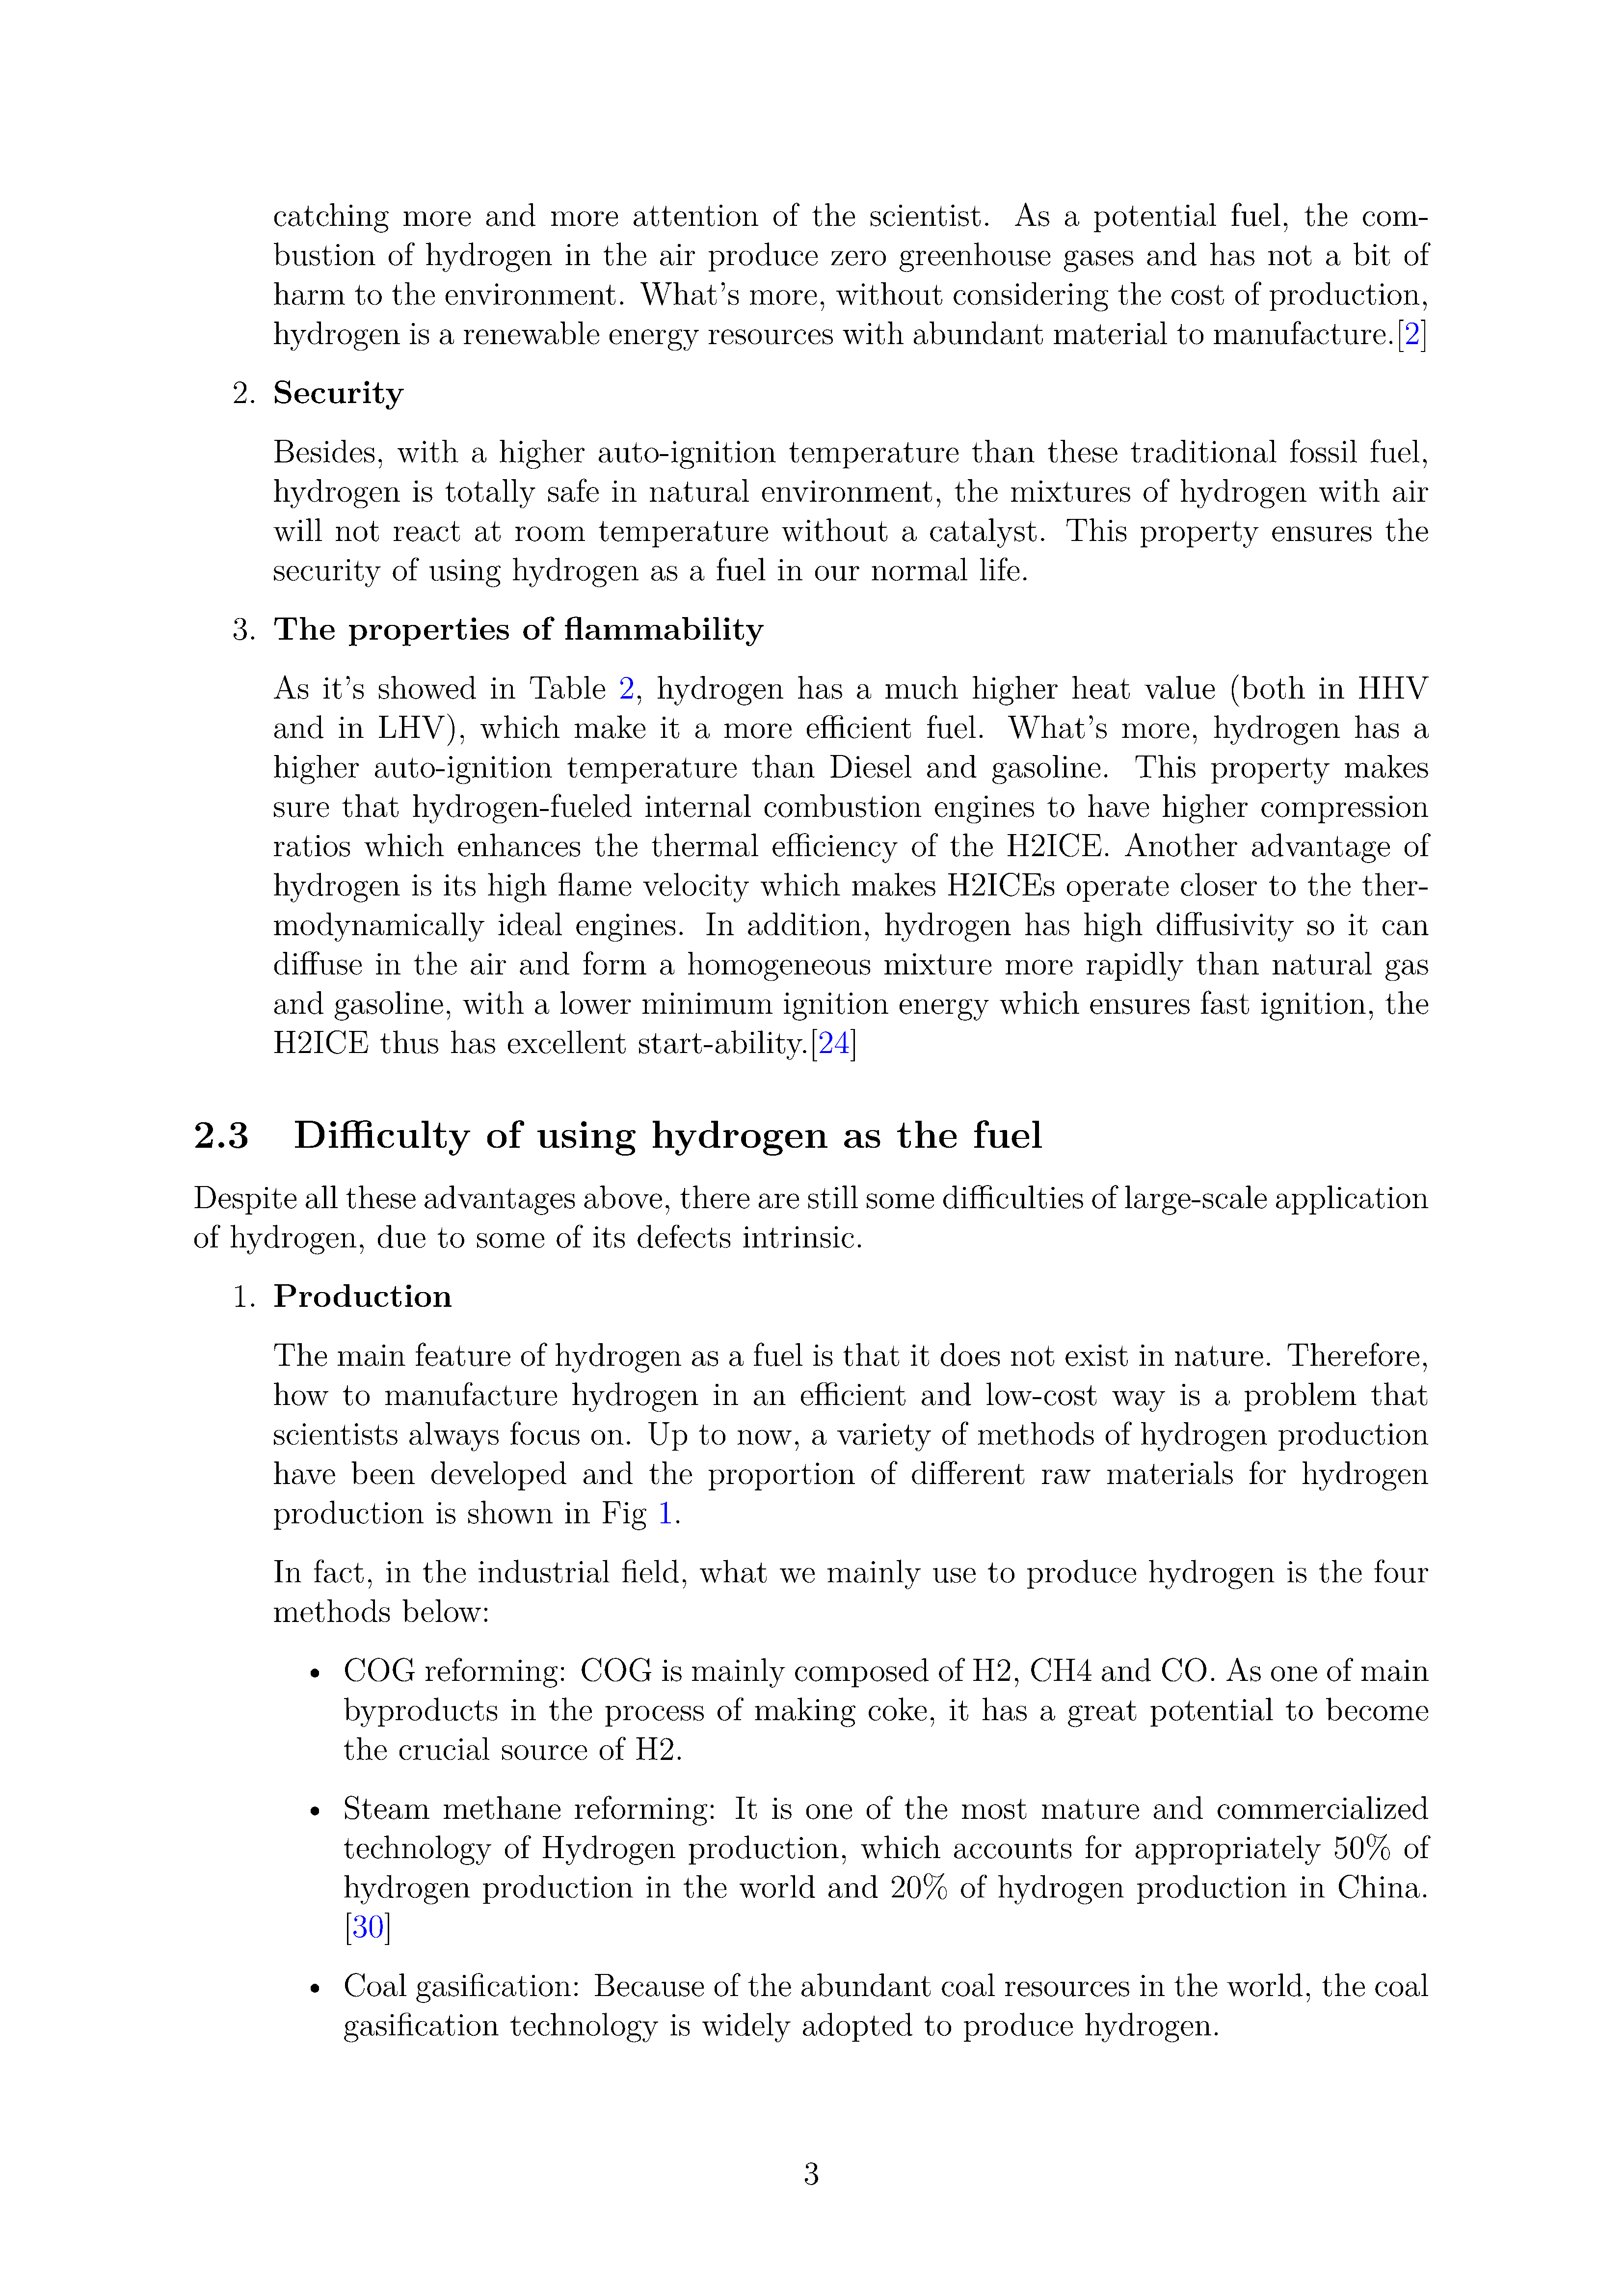 catching more and more attention of the scientist. As a potential fuel, the com-
bustion of hydrogen in the air produce zero greenhouse gases and has not a bit of
harm to the environment. What's more, without considering the cost of production,
hydrogen is a renewable energy resources with abundant material to manufacture.[2]
2. Security
Besides, with a higher auto-ignition temperature than these traditional fossil fuel,
hydrogen is totally safe in natural environment, the mixtures of hydrogen with air
will not react at room temperature without a catalyst. This property ensures the
security of using hydrogen as a fuel in our normal life.
3. The properties of flammability
As it's showed in Table 2, hydrogen has a much higher heat value (both in HHV
and in LHV), which make it a more efficient fuel. What's more, hydrogen has a
higher auto-ignition temperature than Diesel and gasoline. This property makes
sure that hydrogen-fueled internal combustion engines to have higher compression
ratios which enhances the thermal efficiency of the H2ICE. Another advantage of
hydrogen is its high flame velocity which makes H2ICEs operate closer to the ther-
modynamically ideal engines. In addition, hydrogen has high diffusivity so it can
diffuse in the air and form a homogeneous mixture more rapidly than natural gas
and gasoline, with a lower minimum ignition energy which ensures fast ignition, the
H2ICE thus has excellent start-ability.[24]
2.3 Difficulty of using hydrogen as the fuel
Despite all these advantages above, there are still some difficulties of large-scale application
of hydrogen, due to some of its defects intrinsic.
1. Production
The main feature of hydrogen as a fuel is that it does not exist in nature. Therefore,
how to manufacture hydrogen in an efficient and low-cost way is a problem that
scientists always focus on. Up to now, a variety of methods of hydrogen production
have been developed and the proportion of different raw materials for hydrogen
production is shown in Fig 1.
In fact, in the industrial field, what we mainly use to produce hydrogen is the four
methods below:
• COG reforming: COG is mainly composed of H2, CH4 and CO. As one of main
byproducts in the process of making coke, it has a great potential to become
the crucial source of H2.
• Steam methane reforming: It is one of the most mature and commercialized
technology of Hydrogen production, which accounts for appropriately 50% of
hydrogen production in the world and 20% of hydrogen production in China.
[30]
• Coal gasification: Because of the abundant coal resources in the world, the coal
gasification technology is widely adopted to produce hydrogen.
3